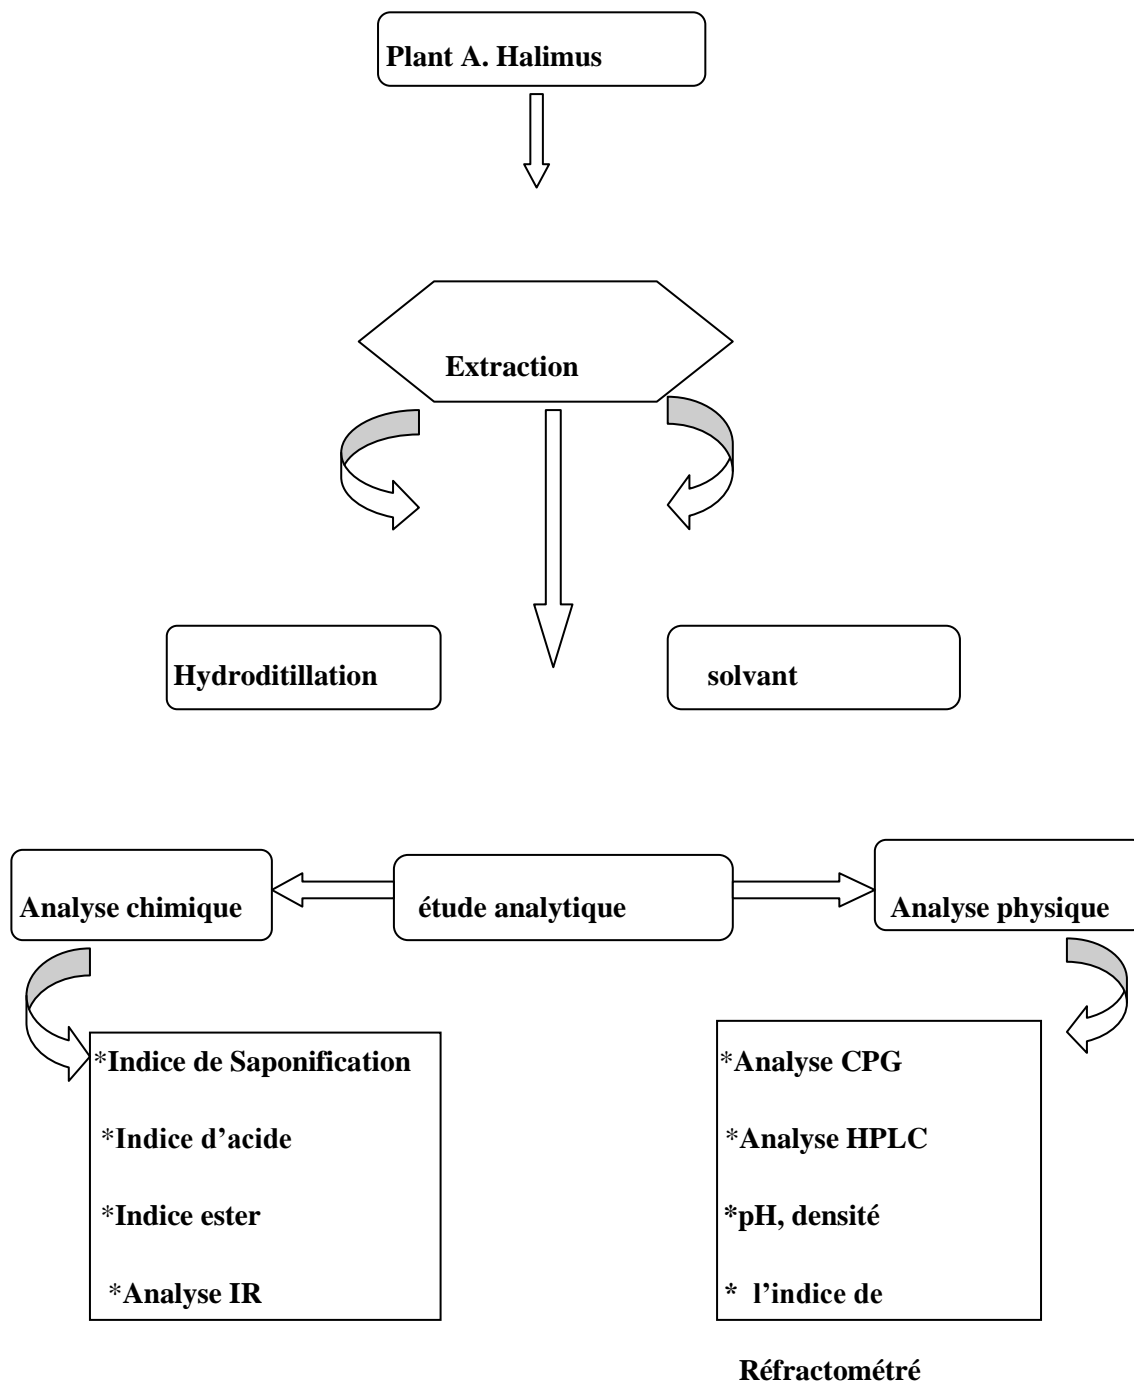 Plant A. Halimus
Extraction
Hydroditillation
solvant
Analyse chimique
étude analytique
Analyse physique
*Indice de Saponification
*Indice d’acide
*Indice ester
*Analyse IR
*Analyse CPG
*Analyse HPLC
*pH, densité
* l’indice de
Réfractométré